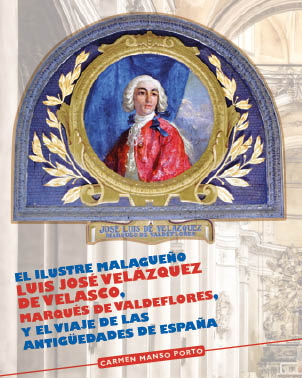 JOSE LUIS DE VELAZQUEZ
MARQUES DE VALDEFLORES
EL ILUSTRE MALAGUEÑO
LUIS JOSÉ VELÁZQUEZ
DE VELASCO,
MARQUÉS DE VALDEFLORES,
Y EL VIAJE DE LAS
ANTIGÜEDADES DE ESPAÑA
CARMEN MANSO PORTO